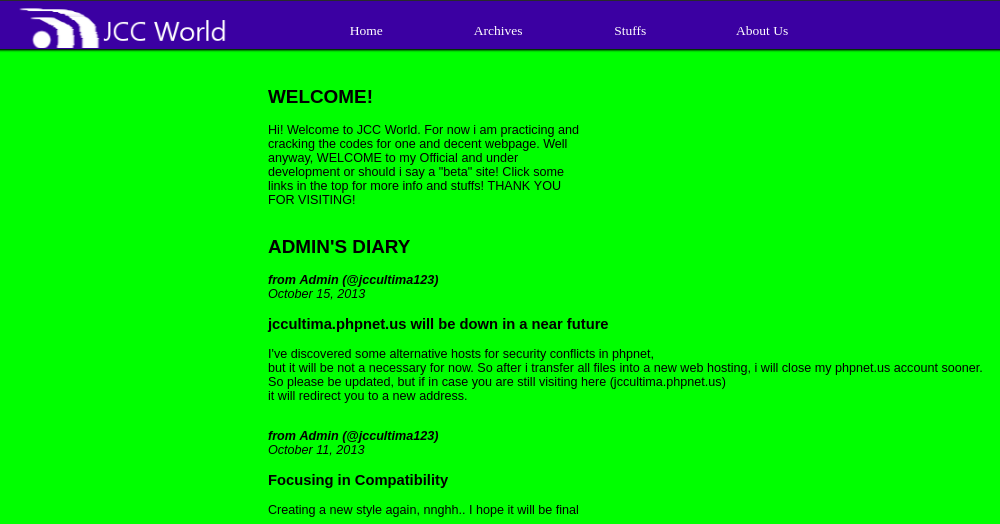 JCC World
Home Archives Stuffs About Us
WELCOME!
Hi! Welcome to JCC World. For now i am practicing and
cracking the codes for one and decent webpage. Well
anyway, WELCOME to my Official and under
development or should i say a "beta" site! Click some
links in the top for more info and stuffs! THANK YOU
FOR VISITING!
ADMIN'S DIARY
from Admin (@jccultima123)
October 15, 2013
jccultima.phpnet.us will be down in a near future
I've discovered some alternative hosts for security conflicts in phpnet,
but it will be not a necessary for now. So after i transfer all files into a new web hosting, i will close my phpnet.us account sooner.
So please be updated, but if in case you are still visiting here (jccultima.phpnet.us)
it will redirect you to a new address.
from Admin (@jccultima123)
October 11, 2013
Focusing in Compatibility
Creating a new style again, nnghh.. I hope it will be final